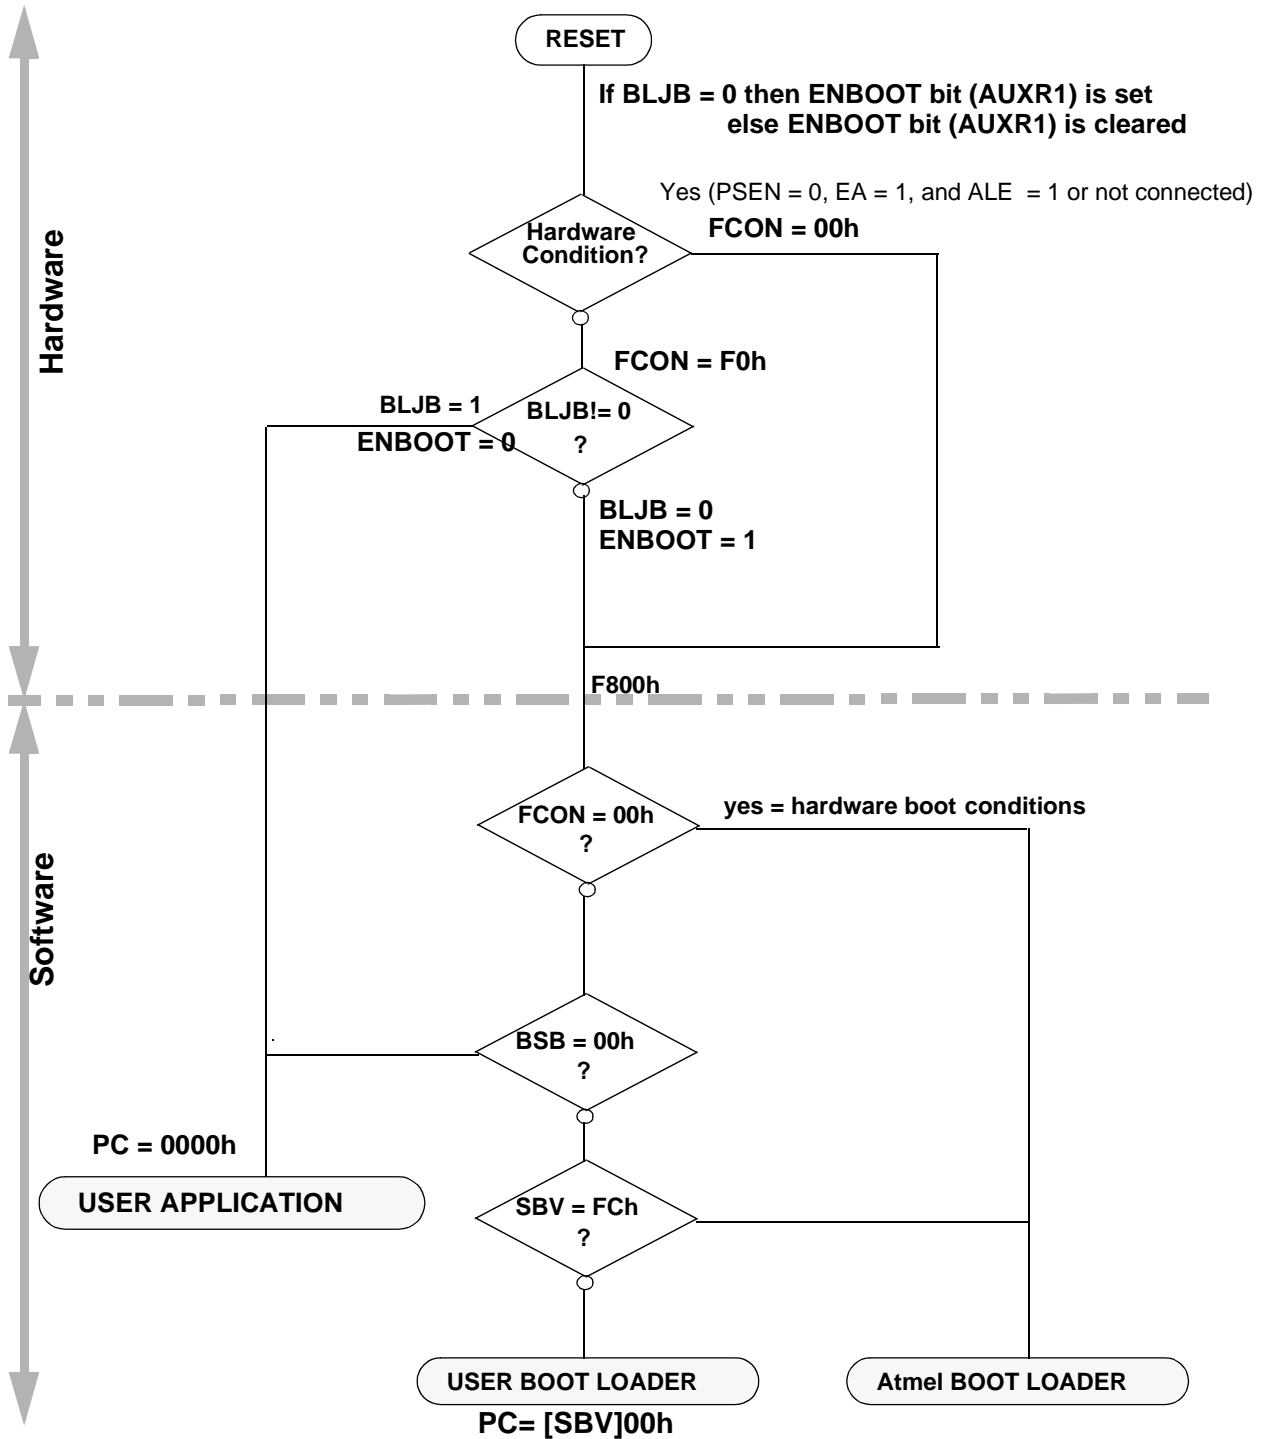 RESET
If BLJB = 0 then ENBOOT bit (AUXR1) is set
else ENBOOT bit (AUXR1) is cleared
Yes (PSEN = 0, EA = 1, and ALE = 1 or not connected)
FCON = 00h
Hardware
Condition?
Hardware
FCON = F0h
BLJB = 1
ENBOOT = 0
BLJB!= 0
?
BLJB = 0
ENBOOT = 1
F800h
FCON = 00h
?
yes = hardware boot conditions
Software
BSB = 00h
?
PC = 0000h
USER APPLICATION
SBV = FCh
?
USER BOOT LOADER
PC= [SBV]00h
Atmel BOOT LOADER